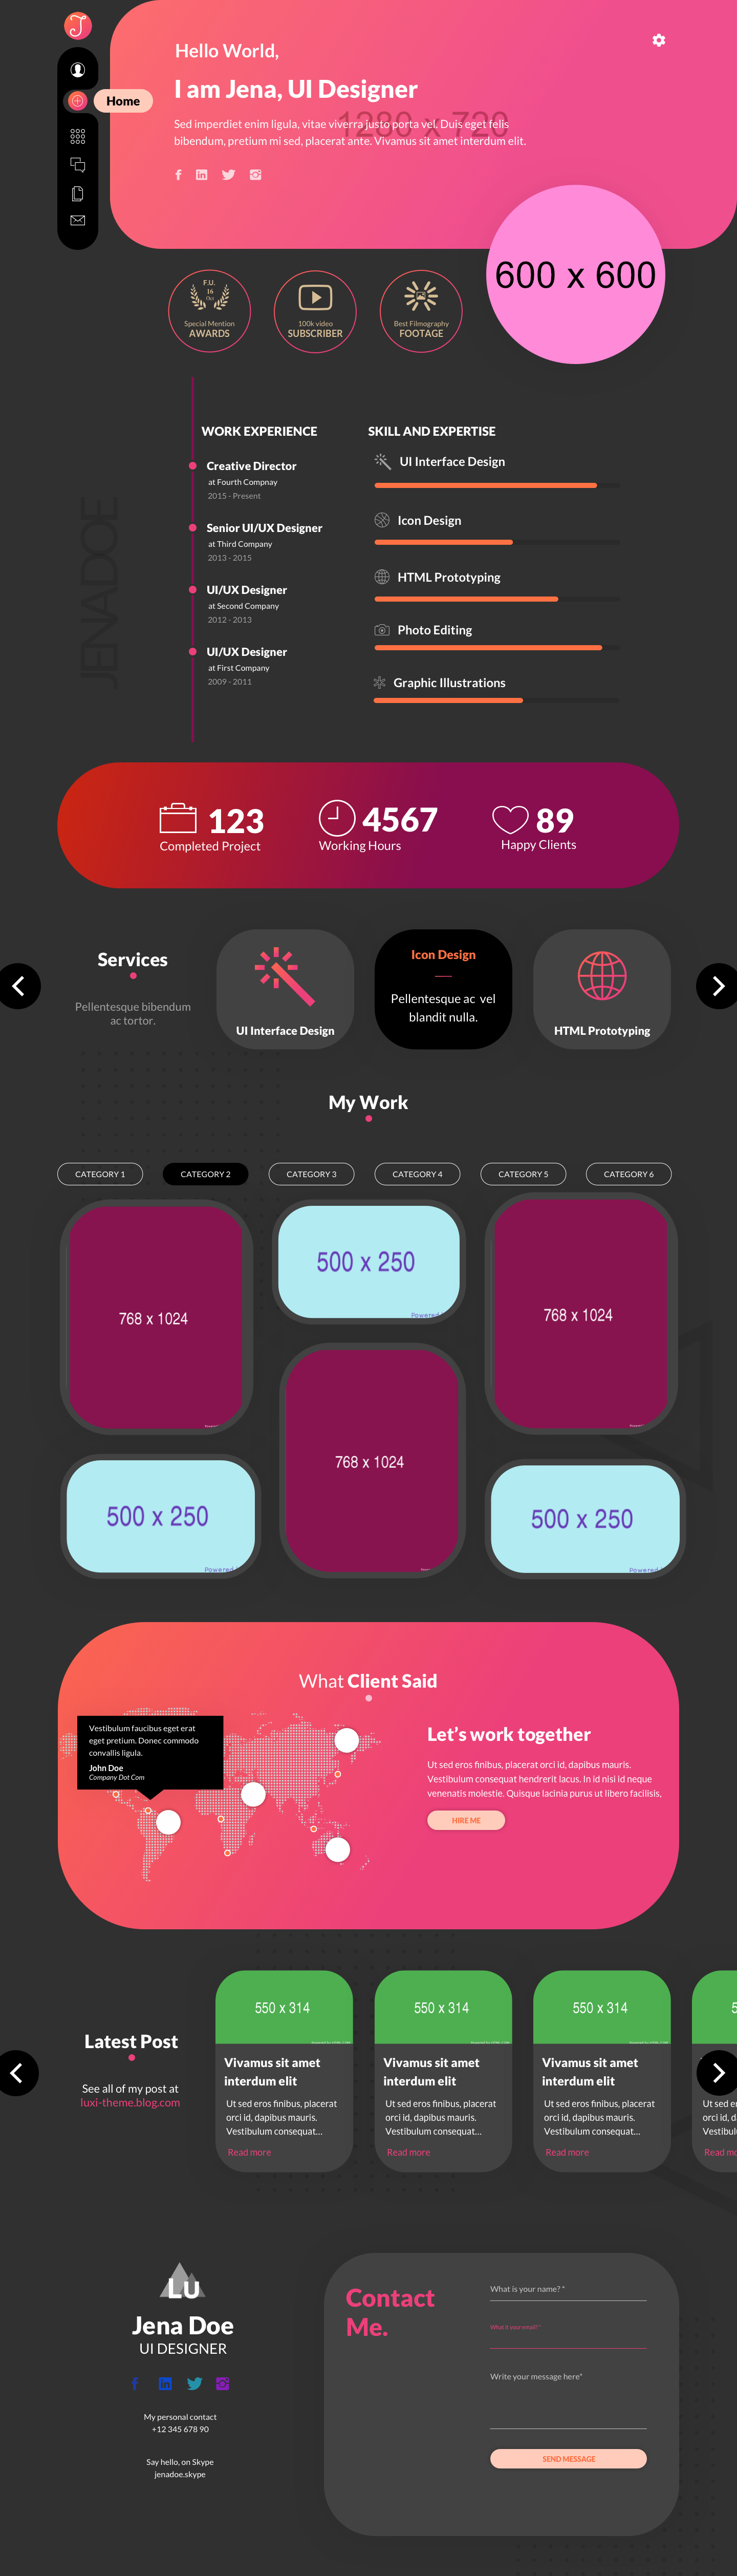 J
Hello World,
Home
I am Jena, UI Designer
1280 x 720
Sed imperdiet enim ligula, vitae viverra justo porta vel. Duis eget felis
bibendum, pretium mi sed, placerat ante. Vivamus sit amet interdum elit.
600 x 600
F.U.
16
Oct
Special Mention
AWARDS
100k video
SUBSCRIBER
Best Filmography
FOOTAGE
JENADOE
WORK EXPERIENCE
Creative Director
at Fourth Compnay
2015 - Present
Senior UI/UX Designer
at Third Company
2013 - 2015
UI/UX Designer
at Second Company
2012 - 2013
UI/UX Designer
at First Company
2009 - 2011
SKILL AND EXPERTISE
UI Interface Design
Icon Design
HTML Prototyping
Photo Editing
Graphic Illustrations
123
Completed Project
4567
Working Hours
89
Happy Clients
Services
Pellentesque bibendum
ac tortor.
UI Interface Design
Icon Design
Pellentesque ac vel
blandit nulla.
HTML Prototyping
My Work
CATEGORY 1
CATEGORY 2
CATEGORY 3
CATEGORY 4
CATEGORY 5
CATEGORY 6
768 x 1024
500 x 250
Powered
768 x 1024
768 x 1024
500 x 250
Powered
500 x 250
Powered
What Client Said
Vestibulum faucibus eget erat
eget pretium. Donec commodo
convallis ligula.
John Doe
Company Dot Com
Let's work together
Ut sed eros finibus, placerat orci id, dapibus mauris.
Vestibulum consequat hendrerit lacus. In id nisi id neque
venenatis molestie. Quisque lacinia purus ut libero facilisis,
HIRE ME
Latest Post
See all of my post at
luxi-theme.blog.com
550 x 314
Vivamus sit amet
interdum elit
Ut sed eros finibus, placerat
orci id, dapibus mauris.
Vestibulum consequat...
Read more
550 x 314
Vivamus sit amet
interdum elit
Ut sed eros finibus, placerat
orci id, dapibus mauris.
Vestibulum consequat...
Read more
550 x 314
Vivamus sit amet
interdum elit
Ut sed eros finibus, placerat
orci id, dapibus mauris.
Vestibulum consequat...
Read more
5
Ut sed er
orci id, d
Vestibul
Read mo
Lu
Jena Doe
UI DESIGNER
My personal contact
+12 345 678 90
Say hello, on Skype
jenadoe.skype
Contact
Me.
What is your name? *
What it your email? *
Write your message here*
SEND MESSAGE